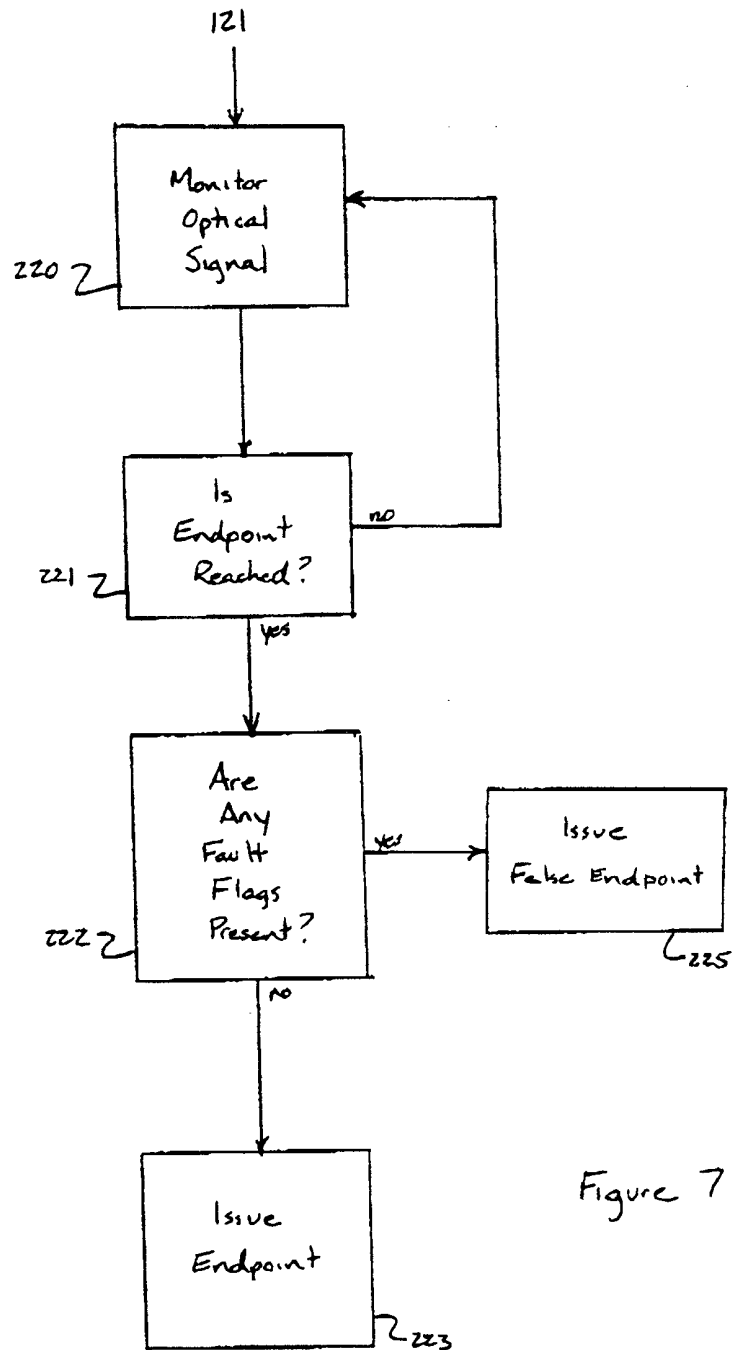 121
Monitor
Optical
Signal
220
Is
Endpoint
Reached?
no
221
yes
Are
Any
Fault
Flags
Present?
yes
222
no
Issue
False Endpoint
225
Issue
Endpoint
223
Figure 7